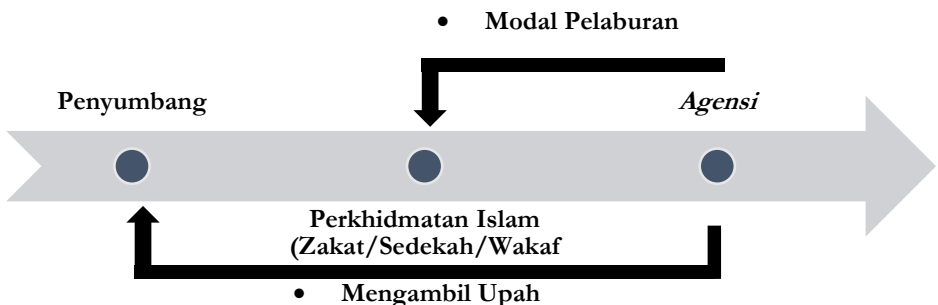 • Modal Pelaburan
Penyumbang
Agensi
Perkhidmatan Islam
(Zakat/Sedekah/Wakaf
• Mengambil Upah